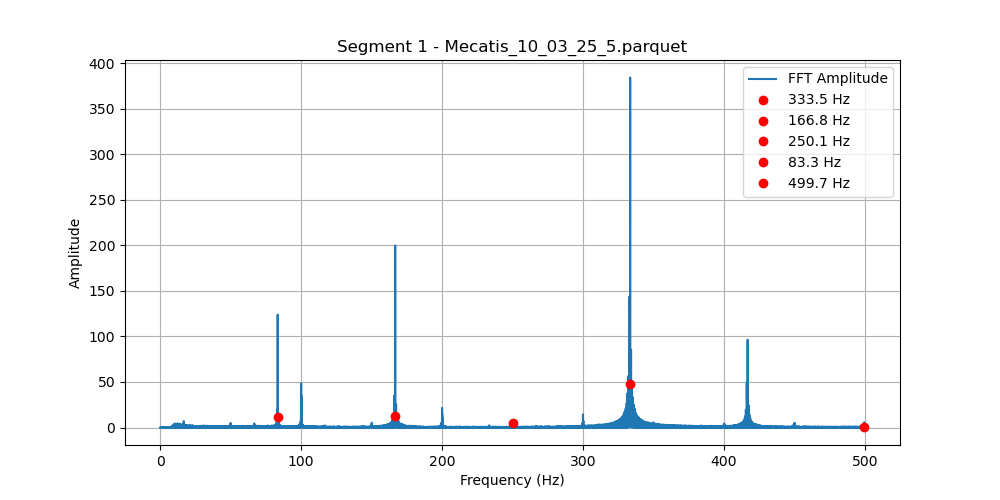 Segment 1 - Mecatis_10_03_25_5.parquet
400
350
300
250
200
150
100
50
0
Amplitude
FFT Amplitude
333.5 Hz
166.8 Hz
250.1 Hz
83.3 Hz
499.7 Hz
0 100 200 300 400 500
Frequency (Hz)